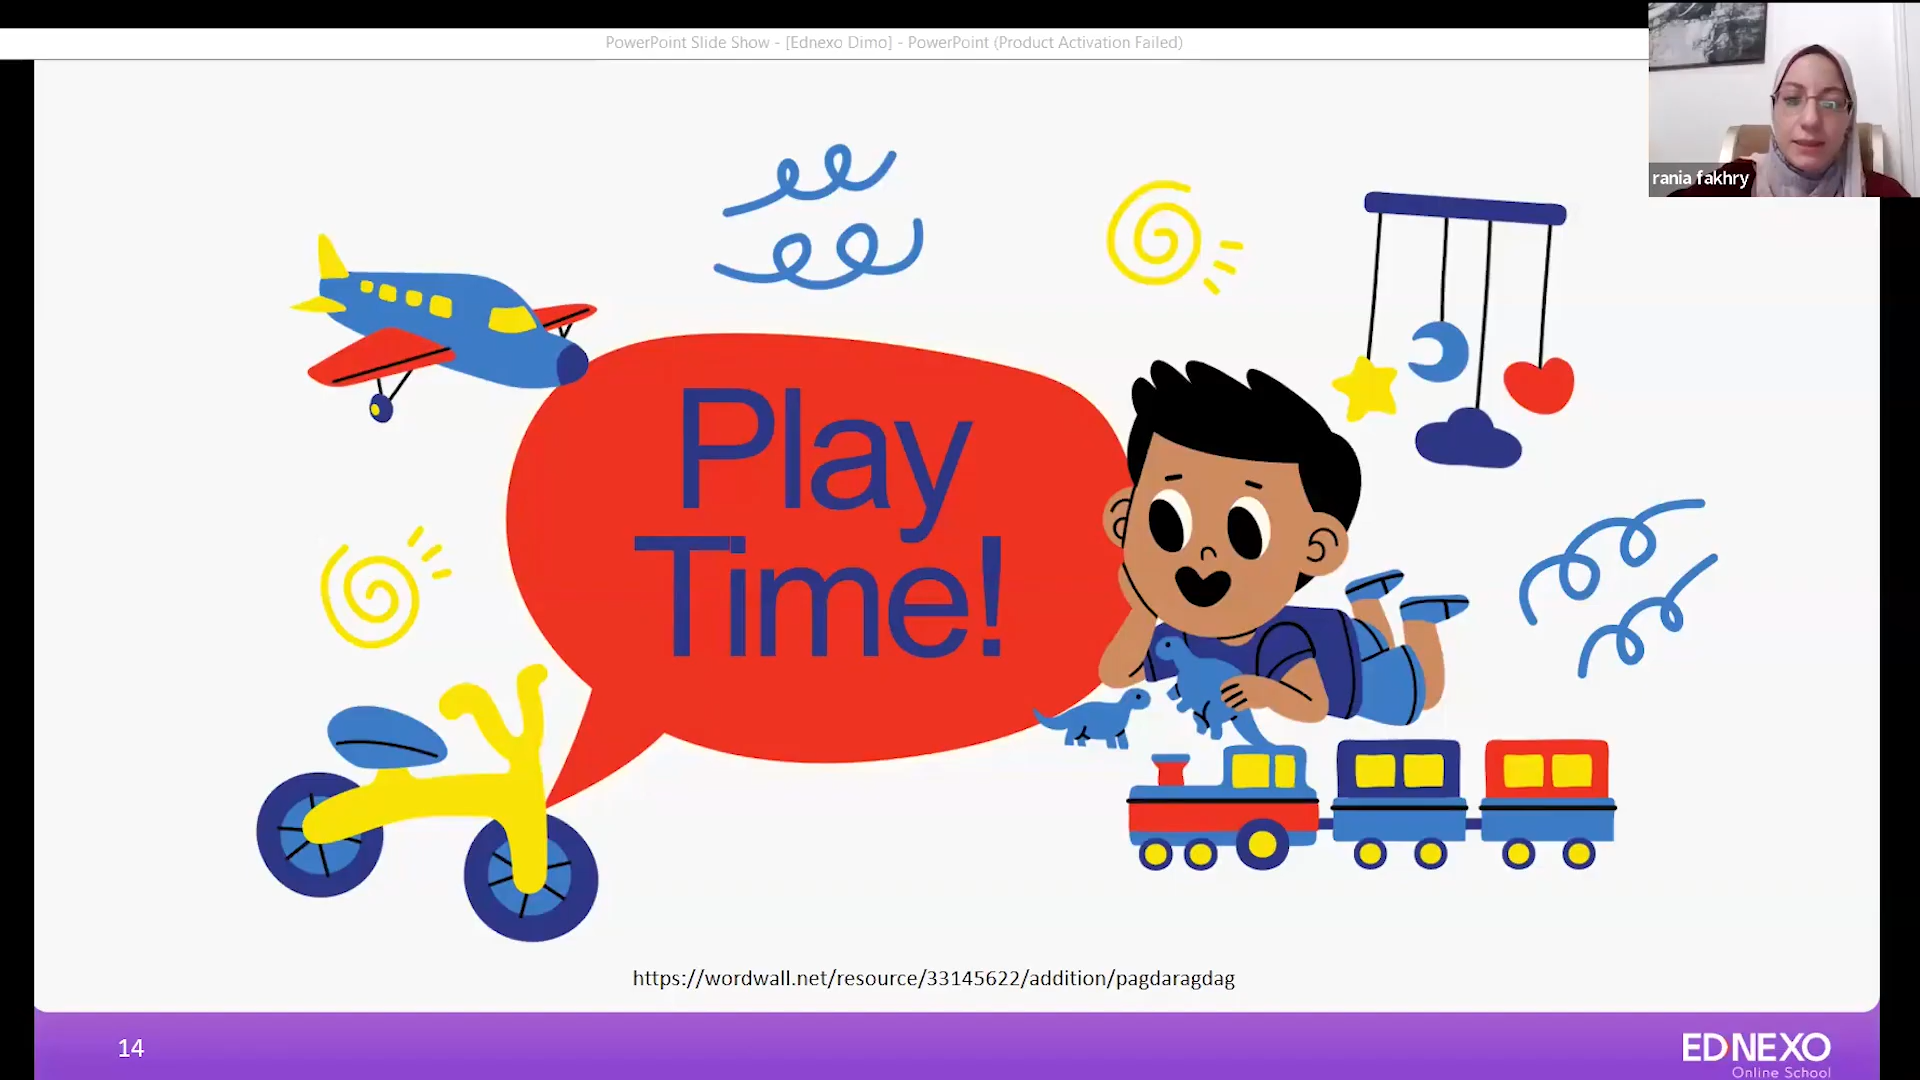 PowerPoint Slide Show - [Ednexo Dimo] - PowerPoint (Product Activation Failed)
rania fakhry
Play
Time!
https://wordwall.net/resource/33145622/addition/pagdaragdag
14
EDNEXO
Online School